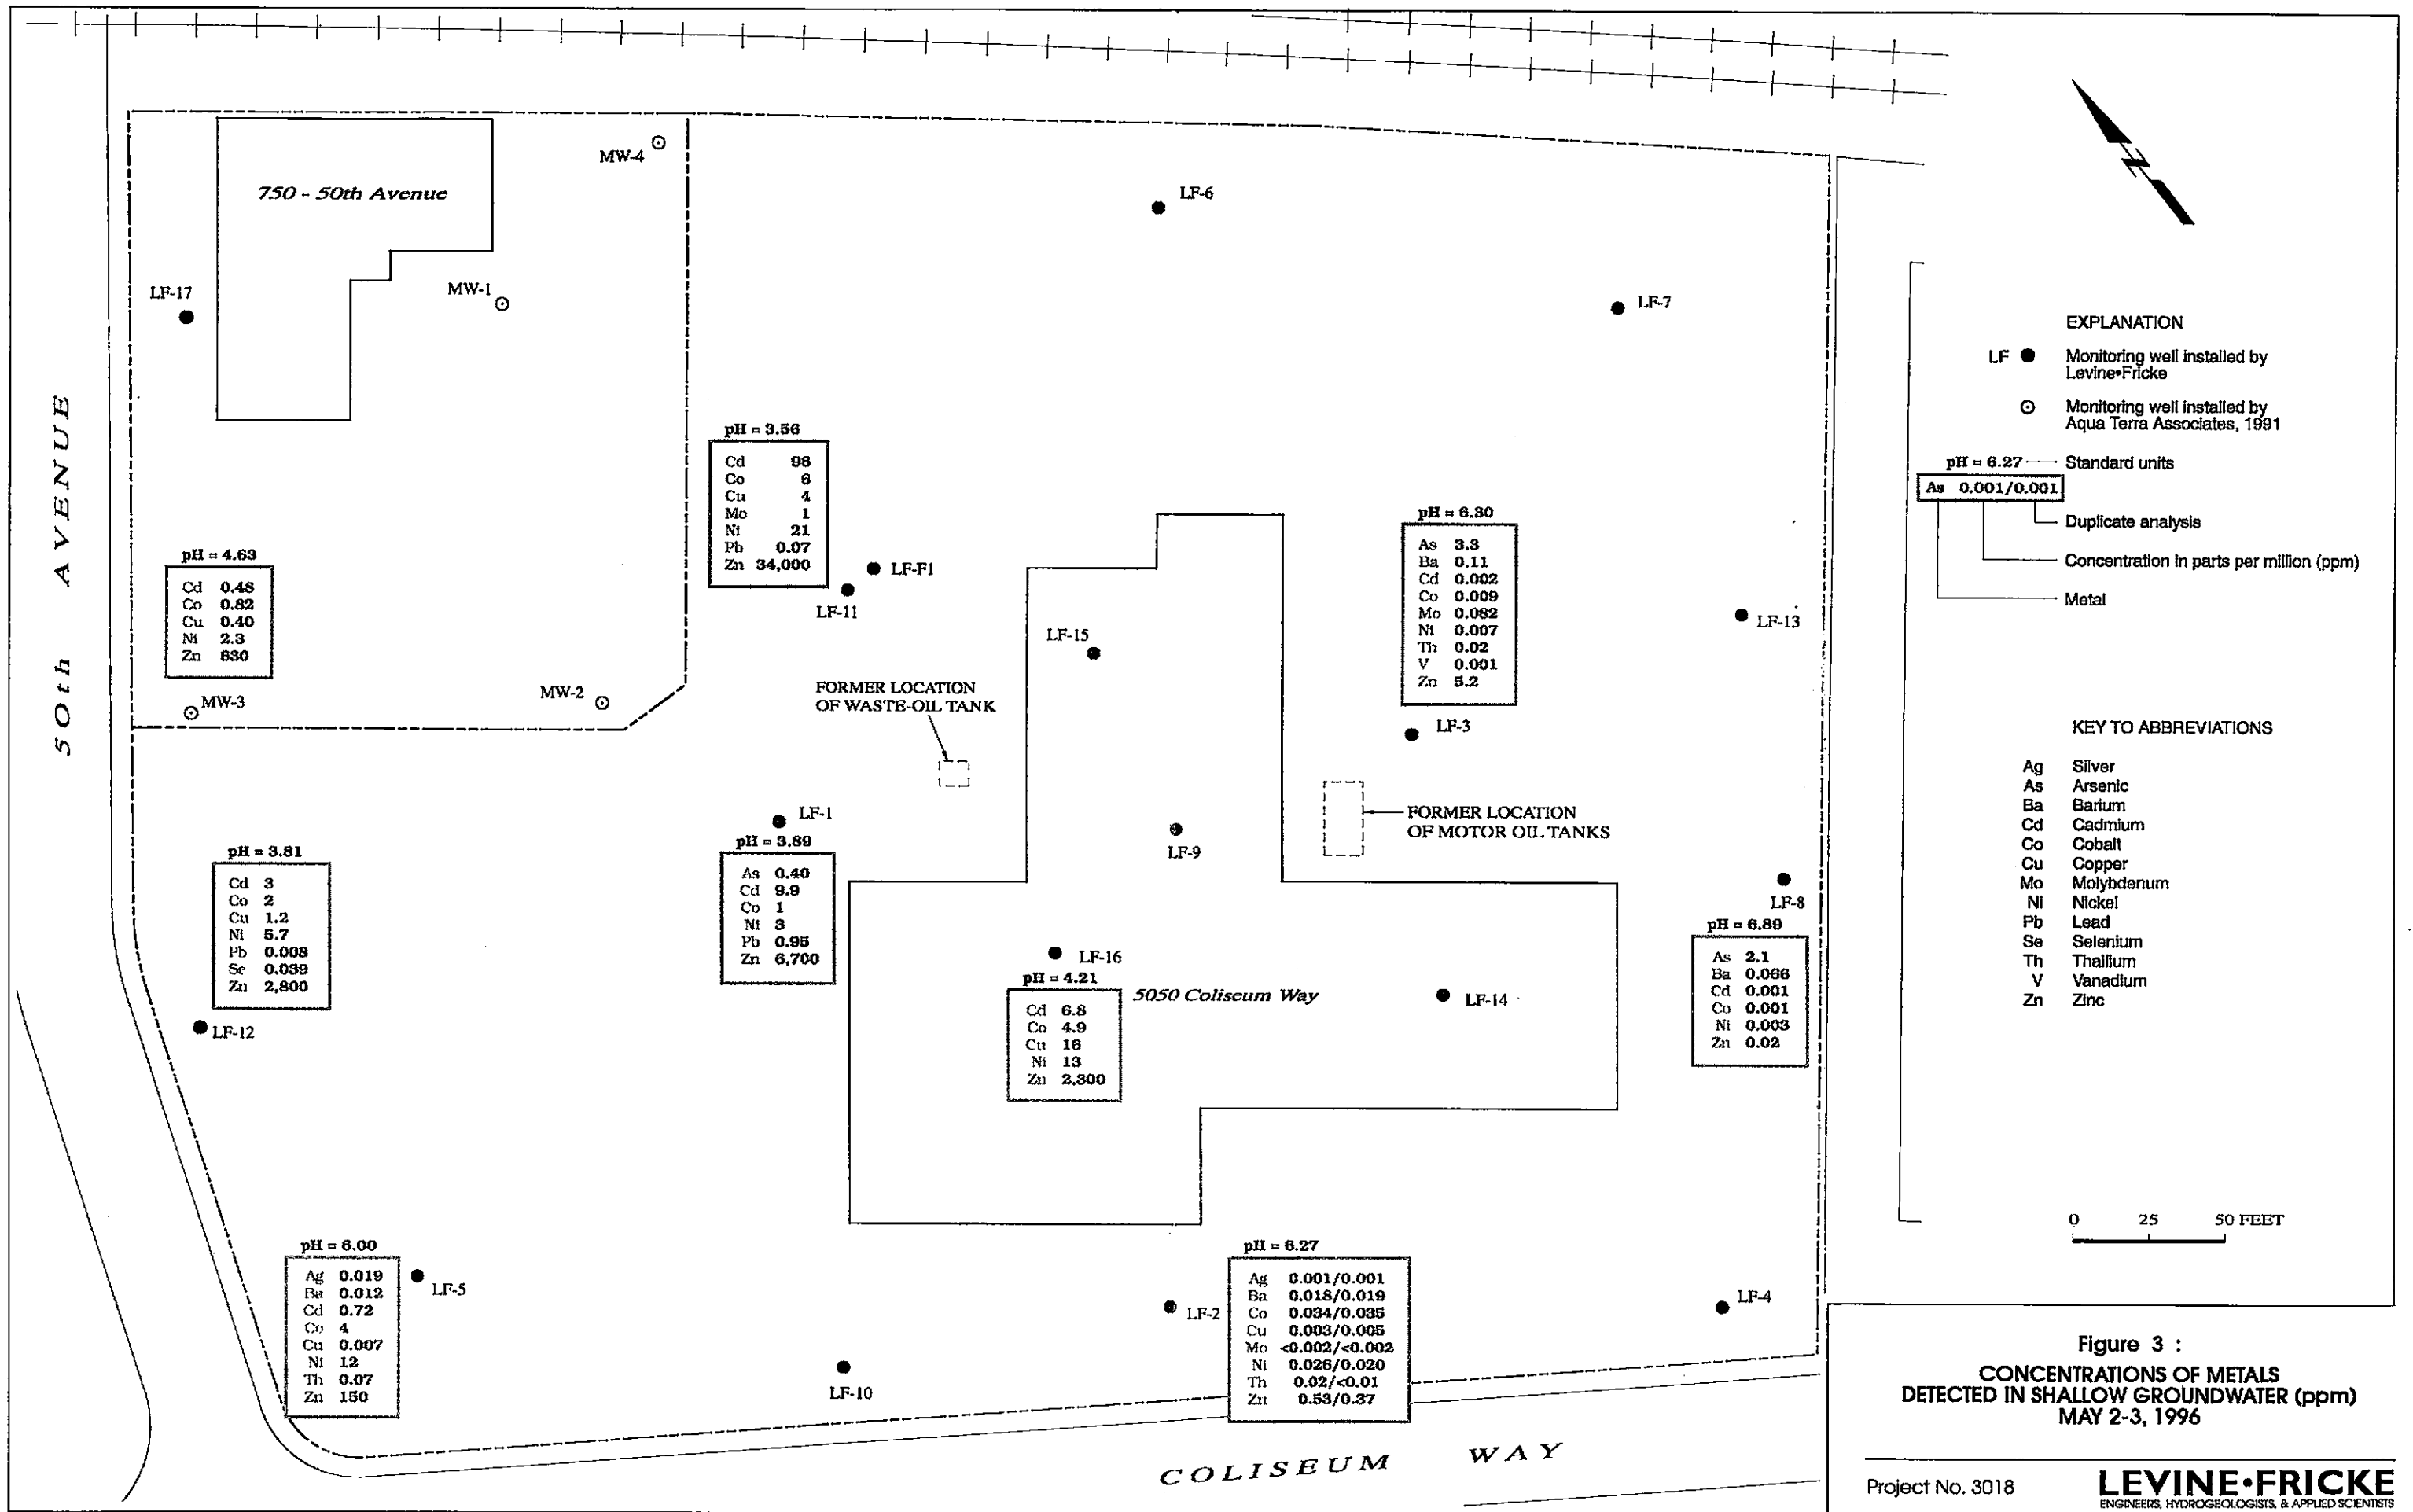 750 - 50th Avenue
MW-4
LF-6
LF-17
MW-1
LF-7
50th AVENUE
pH = 3.56
Cd 98
Co 6
Cu 4
Mo 1
Ni 21
Pb 0.07
Zn 34,000
LF-F1
LF-11
pH = 4.63
Cd 0.48
Co 0.82
Cu 0.40
Ni 2.3
Zn 830
MW-3
MW-2
LF-15
FORMER LOCATION
OF WASTE-OIL TANK
pH = 6.30
As 3.3
Ba 0.11
Cd 0.002
Co 0.009
Mo 0.082
Ni 0.007
Th 0.02
V 0.001
Zn 5.2
LF-3
LF-13
FORMER LOCATION
OF MOTOR OIL TANKS
LF-1
pH = 3.89
As 0.40
Cd 9.9
Co 1
Ni 3
Pb 0.95
Zn 6,700
LF-9
pH = 3.81
Cd 3
Co 2
Cu 1.2
Ni 5.7
Pb 0.008
Se 0.039
Zn 2,800
LF-12
LF-16
pH = 4.21
Cd 6.8
Co 4.9
Cu 16
Ni 13
Zn 2,300
5050 Coliseum Way
LF-14
LF-8
pH = 6.89
As 2.1
Ba 0.066
Cd 0.001
Co 0.001
Ni 0.003
Zn 0.02
pH = 6.00
Ag 0.019
Ba 0.012
Cd 0.72
Co 4
Cu 0.007
Ni 12
Th 0.07
Zn 150
LF-5
LF-10
LF-2
pH = 6.27
Ag 0.001/0.001
Ba 0.018/0.019
Co 0.034/0.035
Cu 0.003/0.005
Mo <0.002/<0.002
Ni 0.026/0.020
Th 0.02/<0.01
Zn 0.53/0.37
LF-4
COLISEUM WAY
EXPLANATION
LF Monitoring well installed by
Levine•Fricke
Monitoring well installed by
Aqua Terra Associates, 1991
pH = 6.27 Standard units
As 0.001/0.001
Duplicate analysis
Concentration in parts per million (ppm)
Metal
KEY TO ABBREVIATIONS
Ag Silver
As Arsenic
Ba Barium
Cd Cadmium
Co Cobalt
Cu Copper
Mo Molybdenum
Ni Nickel
Pb Lead
Se Selenium
Th Thallium
V Vanadium
Zn Zinc
0 25 50 FEET
Figure 3 :
CONCENTRATIONS OF METALS
DETECTED IN SHALLOW GROUNDWATER (ppm)
MAY 2-3, 1996
Project No. 3018
LEVINE•FRICKE
ENGINEERS, HYDROGEOLOGISTS, & APPLIED SCIENTISTS